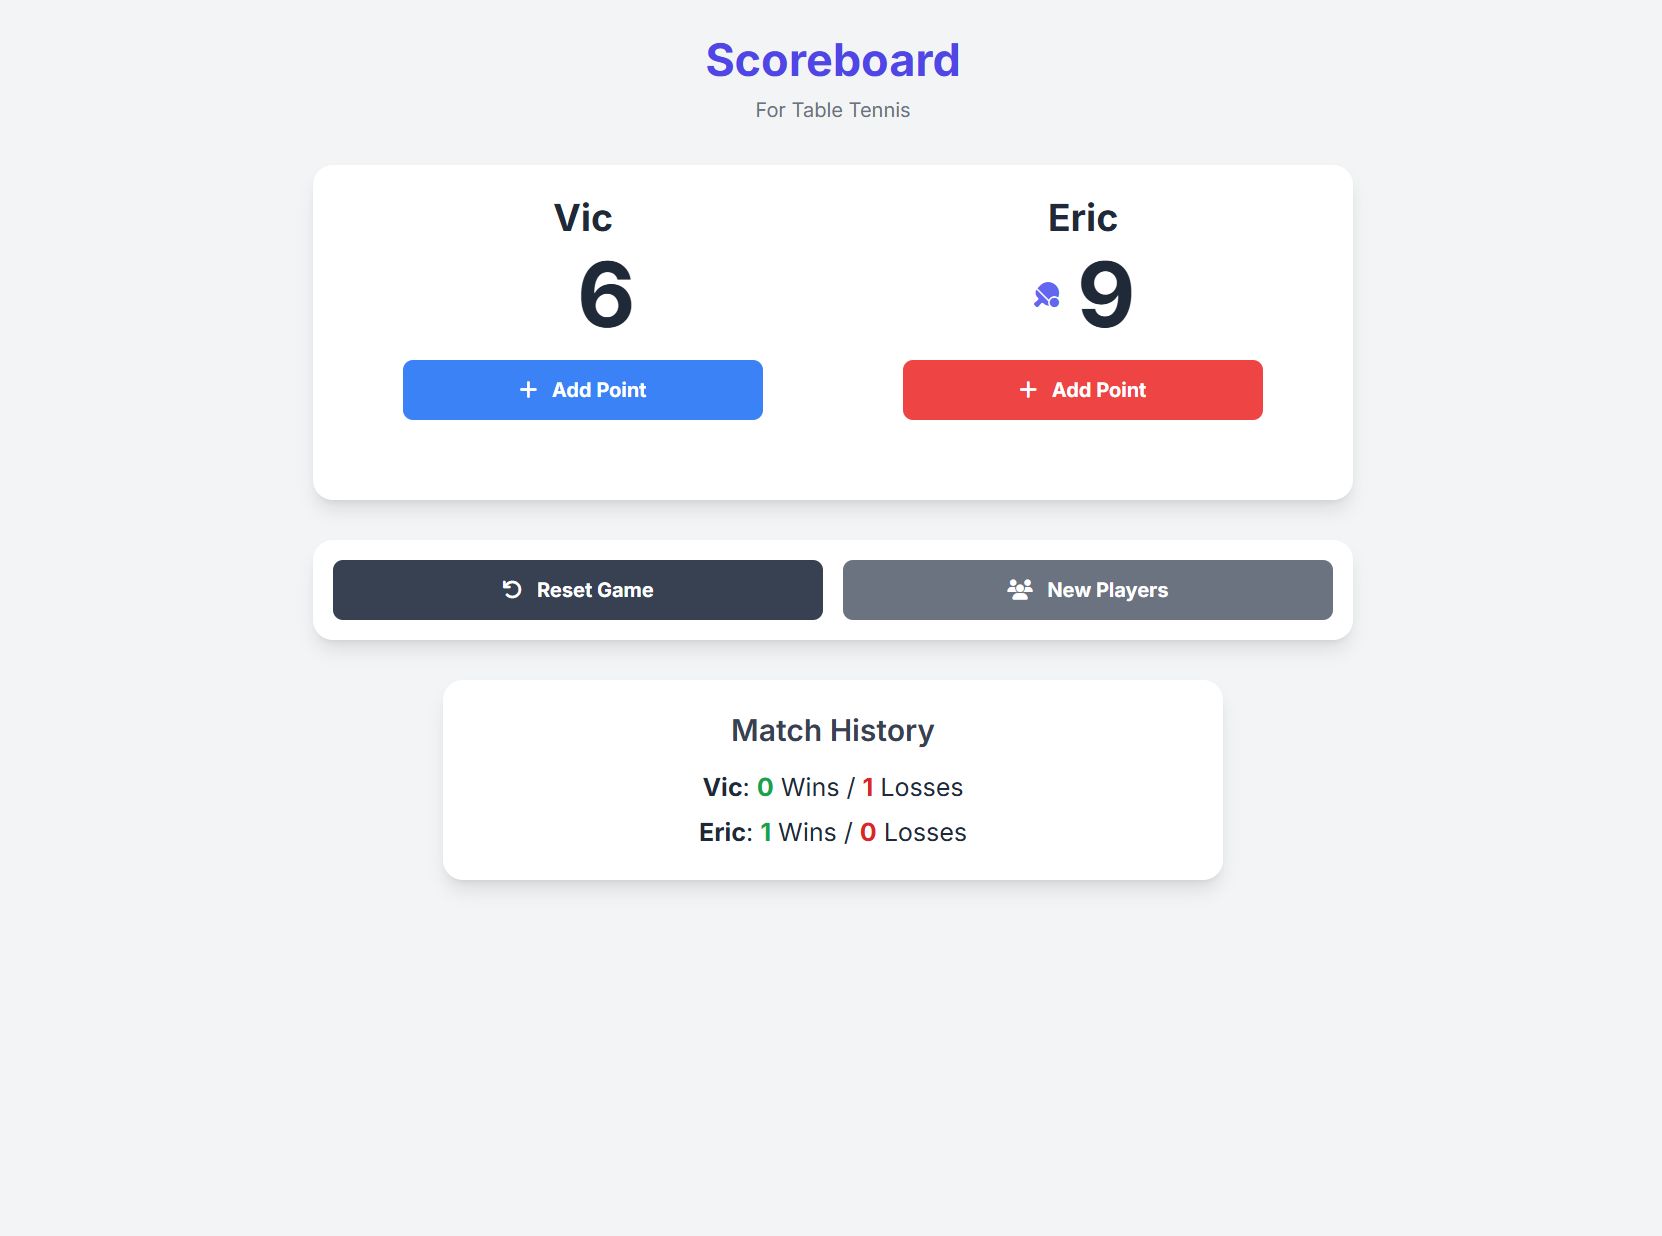 Scoreboard
For Table Tennis
Vic
6
Add Point
Eric
9
Add Point
Reset Game
New Players
Match History
Vic: 0 Wins / 1 Losses
Eric: 1 Wins / 0 Losses